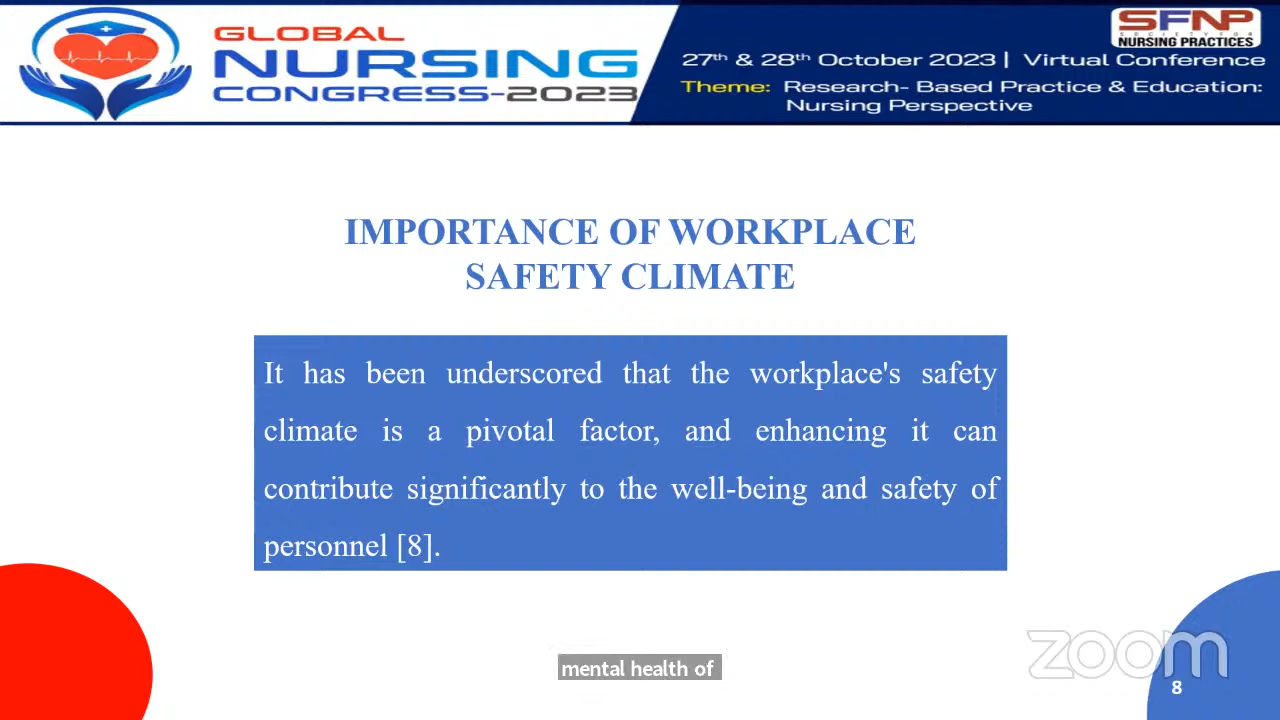 GLOBAL
NURSING
CONGRESS-2023
SFNP
SOCIETY FOR
NURSING PRACTICES
27th & 28th October 2023 | Virtual Conference
Theme: Research- Based Practice & Education:
Nursing Perspective
IMPORTANCE OF WORKPLACE
SAFETY CLIMATE
It has been underscored that the workplace's safety
climate is a pivotal factor, and enhancing it can
contribute significantly to the well-being and safety of
personnel [8].
mental health of
zoom
8